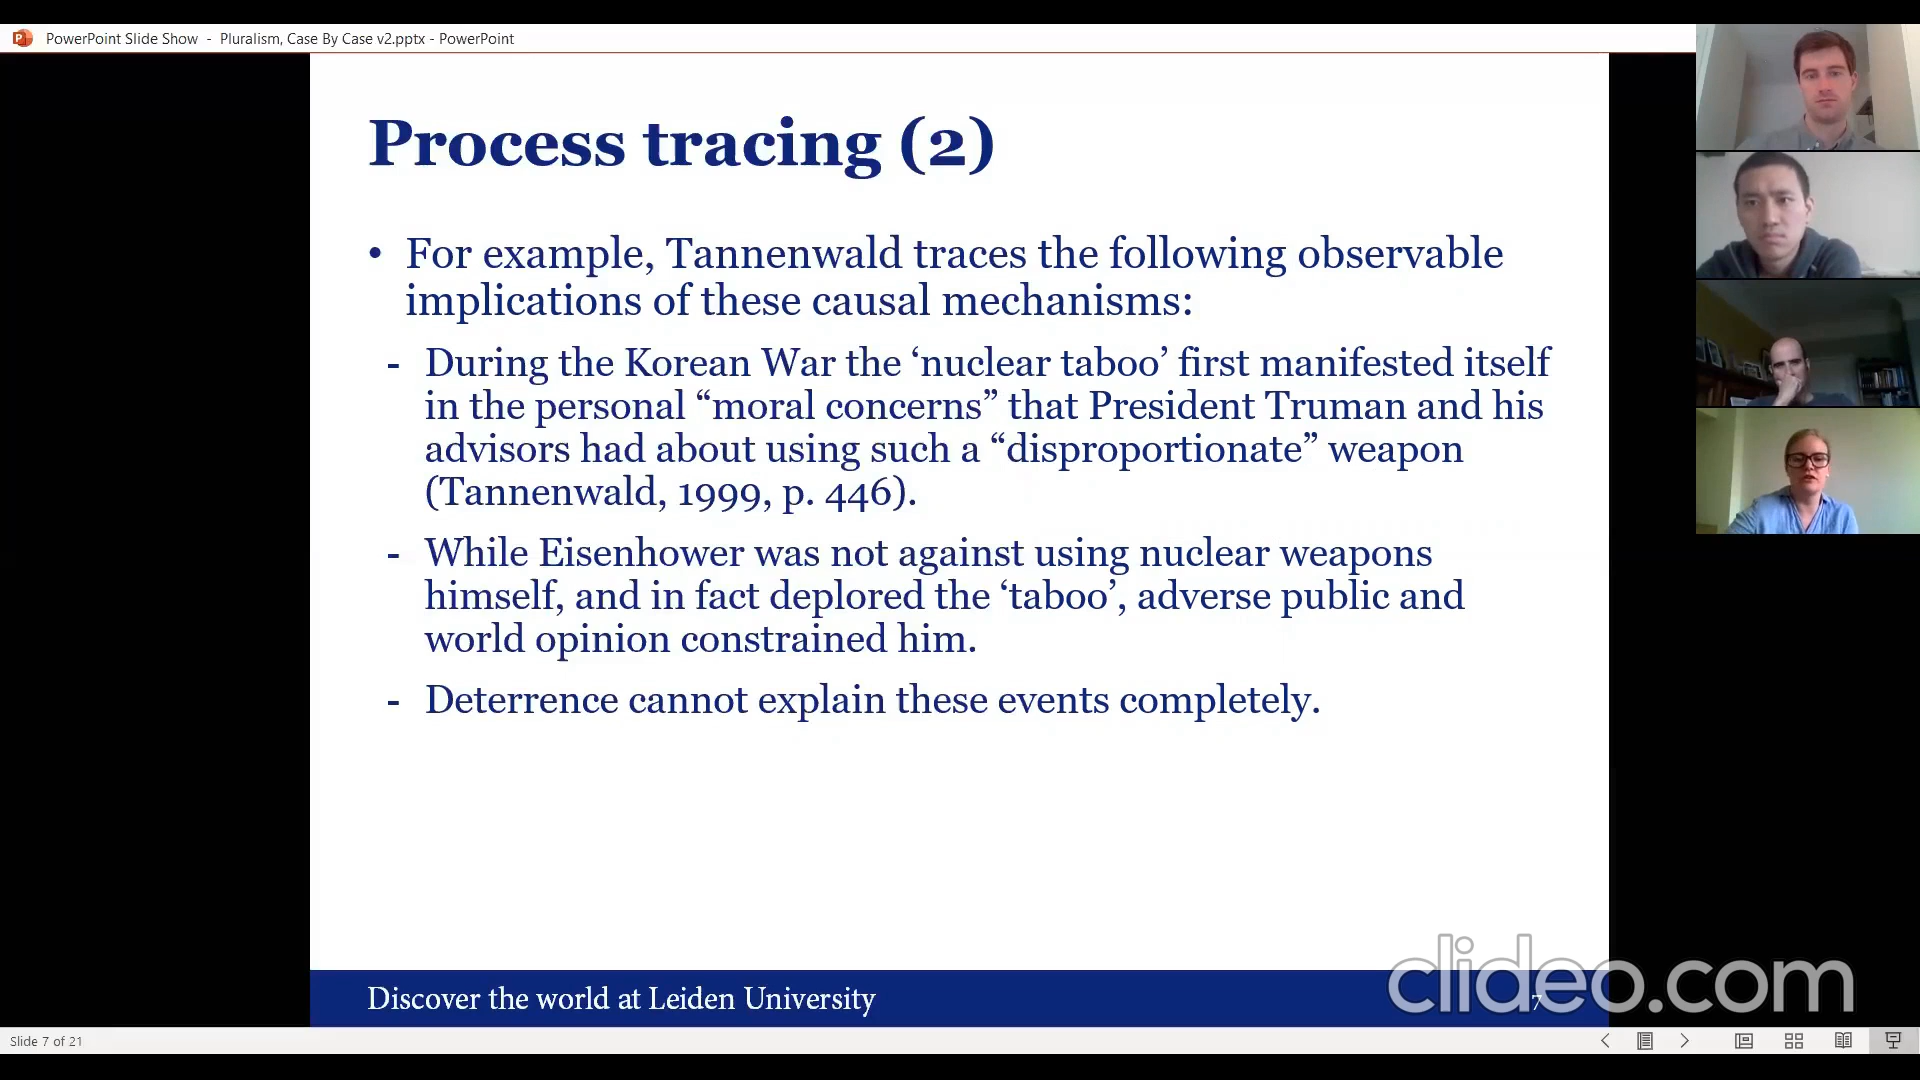 PowerPoint Slide Show - Pluralism, Case By Case v2.pptx - PowerPoint
Process tracing (2)
• For example, Tannenwald traces the following observable
implications of these causal mechanisms:
- During the Korean War the ‘nuclear taboo’ first manifested itself
in the personal “moral concerns” that President Truman and his
advisors had about using such a “disproportionate” weapon
(Tannenwald, 1999, p. 446).
- While Eisenhower was not against using nuclear weapons
himself, and in fact deplored the ‘taboo’, adverse public and
world opinion constrained him.
- Deterrence cannot explain these events completely.
Discover the world at Leiden University
7
clideo.com
Slide 7 of 21